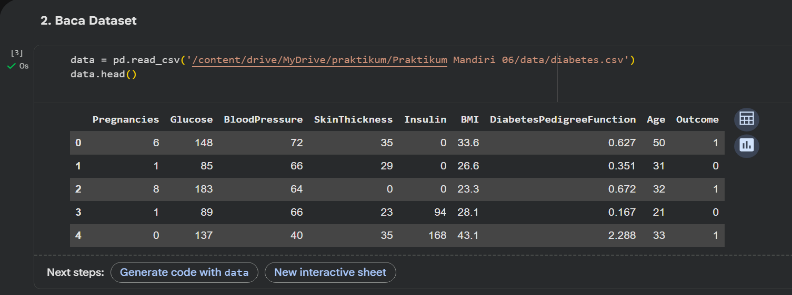 2. Baca Dataset
[3]
0s
data = pd.read_csv('/content/drive/MyDrive/praktikum/Praktikum Mandiri 06/data/diabetes.csv')
data.head()
Pregnancies Glucose BloodPressure SkinThickness Insulin BMI DiabetesPedigreeFunction Age Outcome
0 6 148 72 35 0 33.6 0.627 50 1
1 1 85 66 29 0 26.6 0.351 31 0
2 8 183 64 0 0 23.3 0.672 32 1
3 1 89 66 23 94 28.1 0.167 21 0
4 0 137 40 35 168 43.1 2.288 33 1
Next steps: Generate code with data New interactive sheet